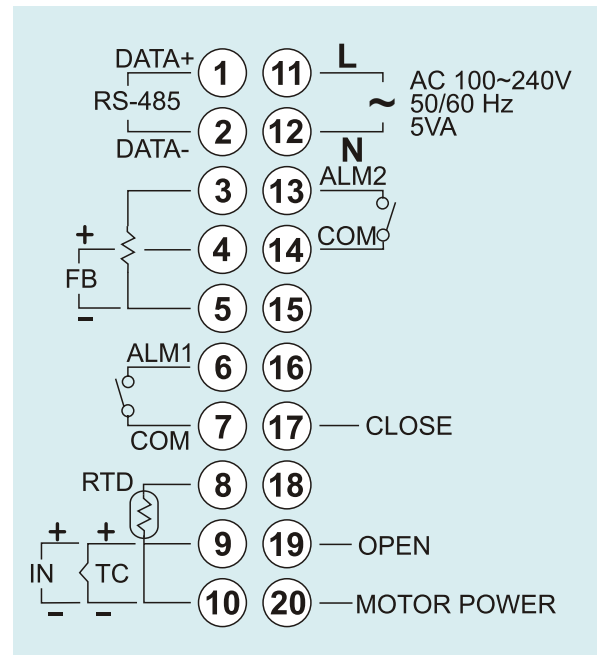 DATA+ 1 11 L
AC 100~240V
RS-485 ~ 50/60 Hz
5VA
DATA- 2 12 N
3 13 ALM2
+ 4 14 COM
FB
- 5 15
ALM1 6 16
COM 7 17 CLOSE
RTD 8 18
+ + 9 19 OPEN
IN TC
- - 10 20 MOTOR POWER